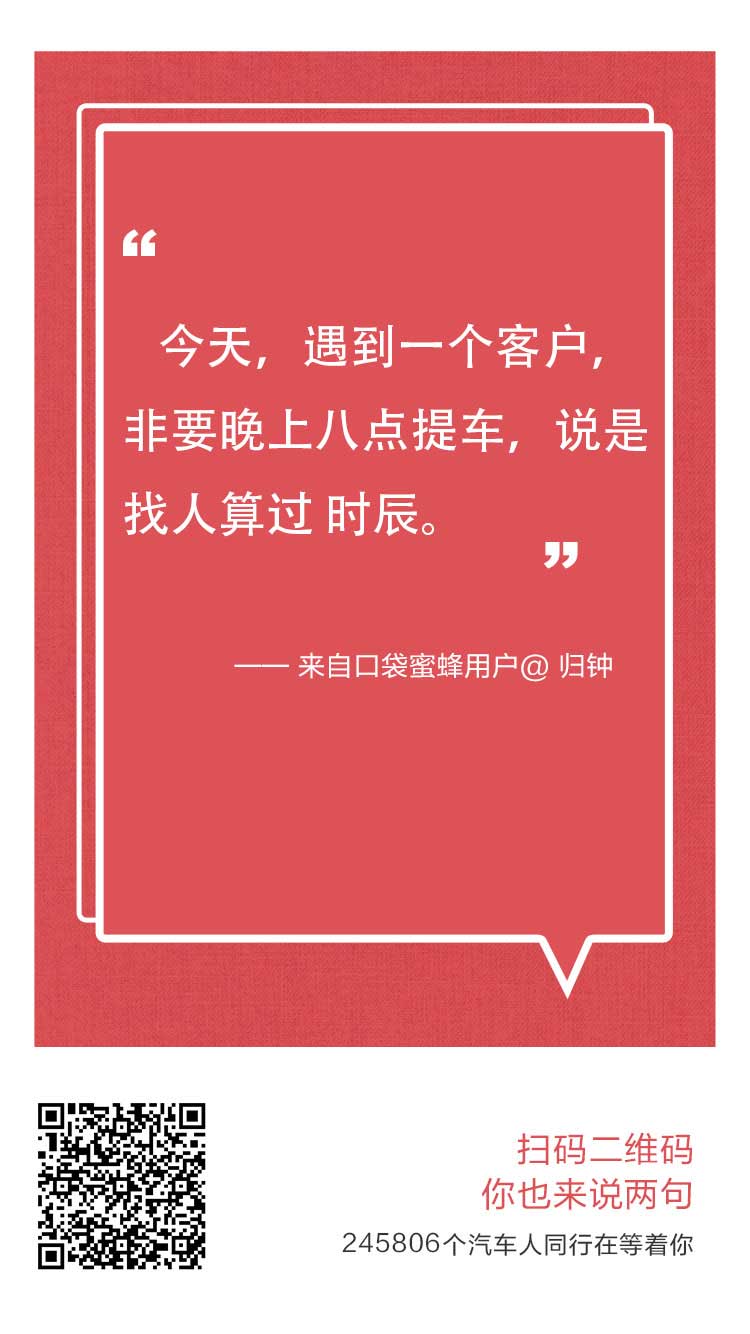 “
今天，遇到一个客户，
非要晚上八点提车，说是
找人算过 时辰。
”
—— 来自口袋蜜蜂用户@ 归钟
扫码二维码
你也来说两句
245806个汽车人同行在等着你